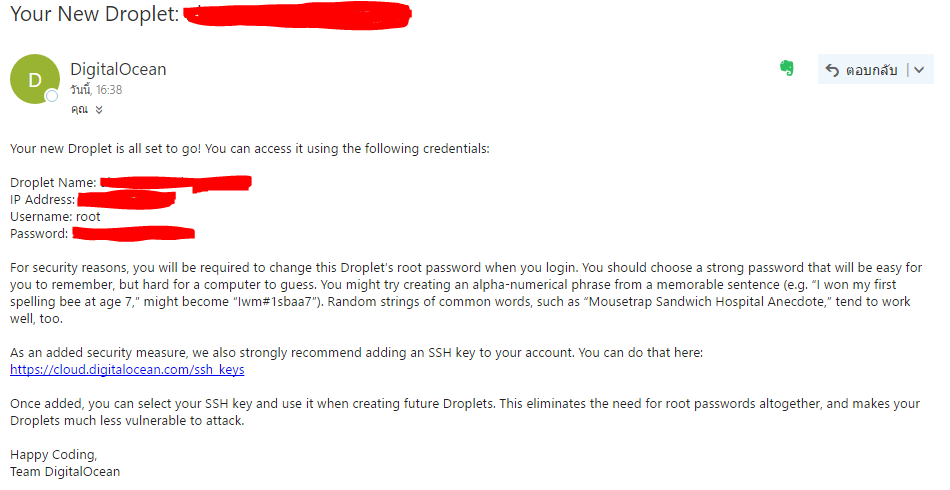 Your New Droplet:
D
DigitalOcean
วันนี้, 16:38
คุณ
ตอบกลับ
Your new Droplet is all set to go! You can access it using the following credentials:
Droplet Name:
IP Address:
Username: root
Password:
For security reasons, you will be required to change this Droplet's root password when you login. You should choose a strong password that will be easy for
you to remember, but hard for a computer to guess. You might try creating an alpha-numerical phrase from a memorable sentence (e.g. “I won my first
spelling bee at age 7,” might become “Iwm#1sbaa7”). Random strings of common words, such as “Mousetrap Sandwich Hospital Anecdote,” tend to work
well, too.
As an added security measure, we also strongly recommend adding an SSH key to your account. You can do that here:
https://cloud.digitalocean.com/ssh_keys
Once added, you can select your SSH key and use it when creating future Droplets. This eliminates the need for root passwords altogether, and makes your
Droplets much less vulnerable to attack.
Happy Coding,
Team DigitalOcean